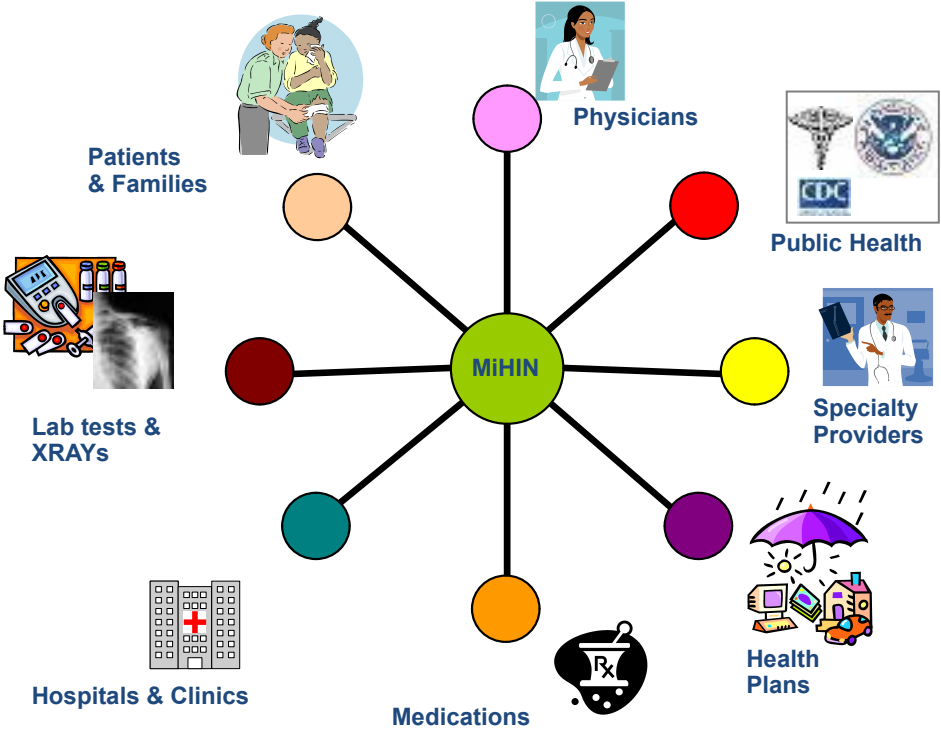 Physicians
Patients
& Families
CDC
Public Health
MiHIN
Specialty
Providers
Lab tests &
XRAYs
Rx
Health
Plans
Hospitals & Clinics
Medications